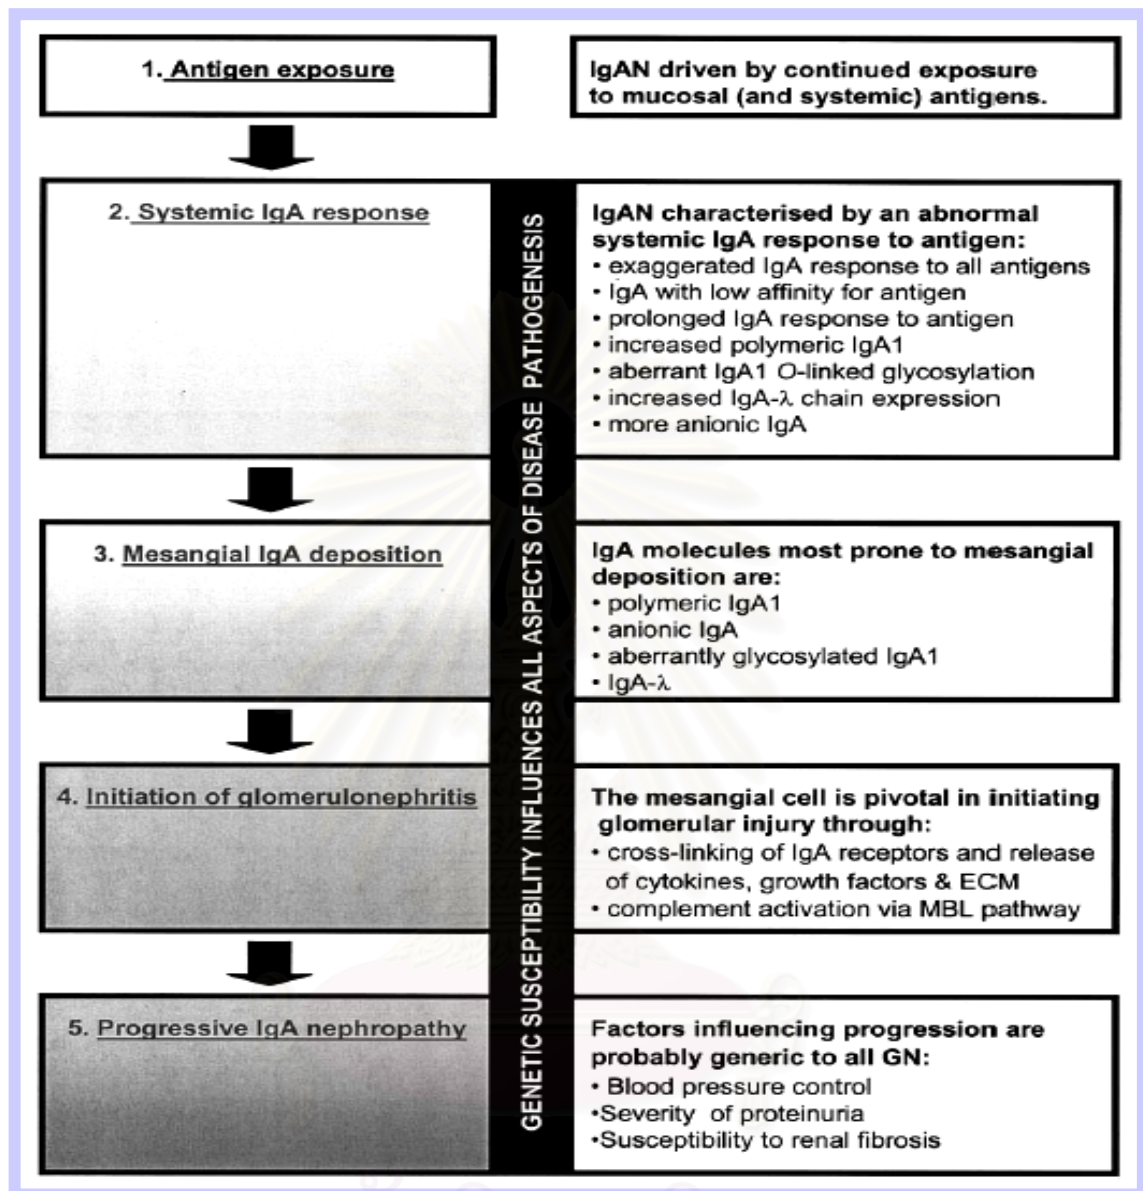 1. Antigen exposure
IgAN driven by continued exposure
to mucosal (and systemic) antigens.
2. Systemic IgA response
GENETIC SUSCEPTIBILITY INFLUENCES ALL ASPECTS OF DISEASE PATHOGENESIS
IgAN characterised by an abnormal
systemic IgA response to antigen:
• exaggerated IgA response to all antigens
• IgA with low affinity for antigen
• prolonged IgA response to antigen
• increased polymeric IgA1
• aberrant IgA1 O-linked glycosylation
• increased IgA-λ chain expression
• more anionic IgA
3. Mesangial IgA deposition
IgA molecules most prone to mesangial
deposition are:
• polymeric IgA1
• anionic IgA
• aberrantly glycosylated IgA1
• IgA-λ
4. Initiation of glomerulonephritis
The mesangial cell is pivotal in initiating
glomerular injury through:
• cross-linking of IgA receptors and release
of cytokines, growth factors & ECM
• complement activation via MBL pathway
5. Progressive IgA nephropathy
Factors influencing progression are
probably generic to all GN:
• Blood pressure control
•Severity of proteinuria
•Susceptibility to renal fibrosis